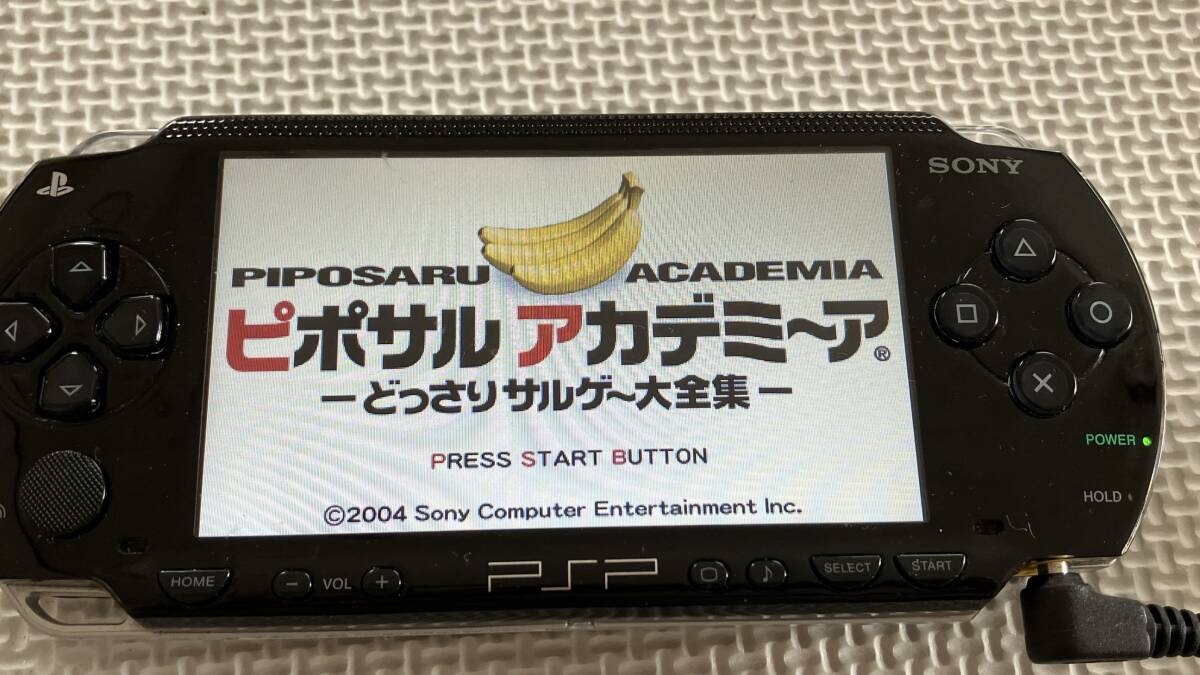 SONY
PIPOSARU ACADEMIA
ピポサル アカデミ〜ア®
ーどっさり サルゲ〜大全集ー
PRESS START BUTTON
©2004 Sony Computer Entertainment Inc.
POWER
HOLD
HOME
− VOL +
PSP
SELECT
START